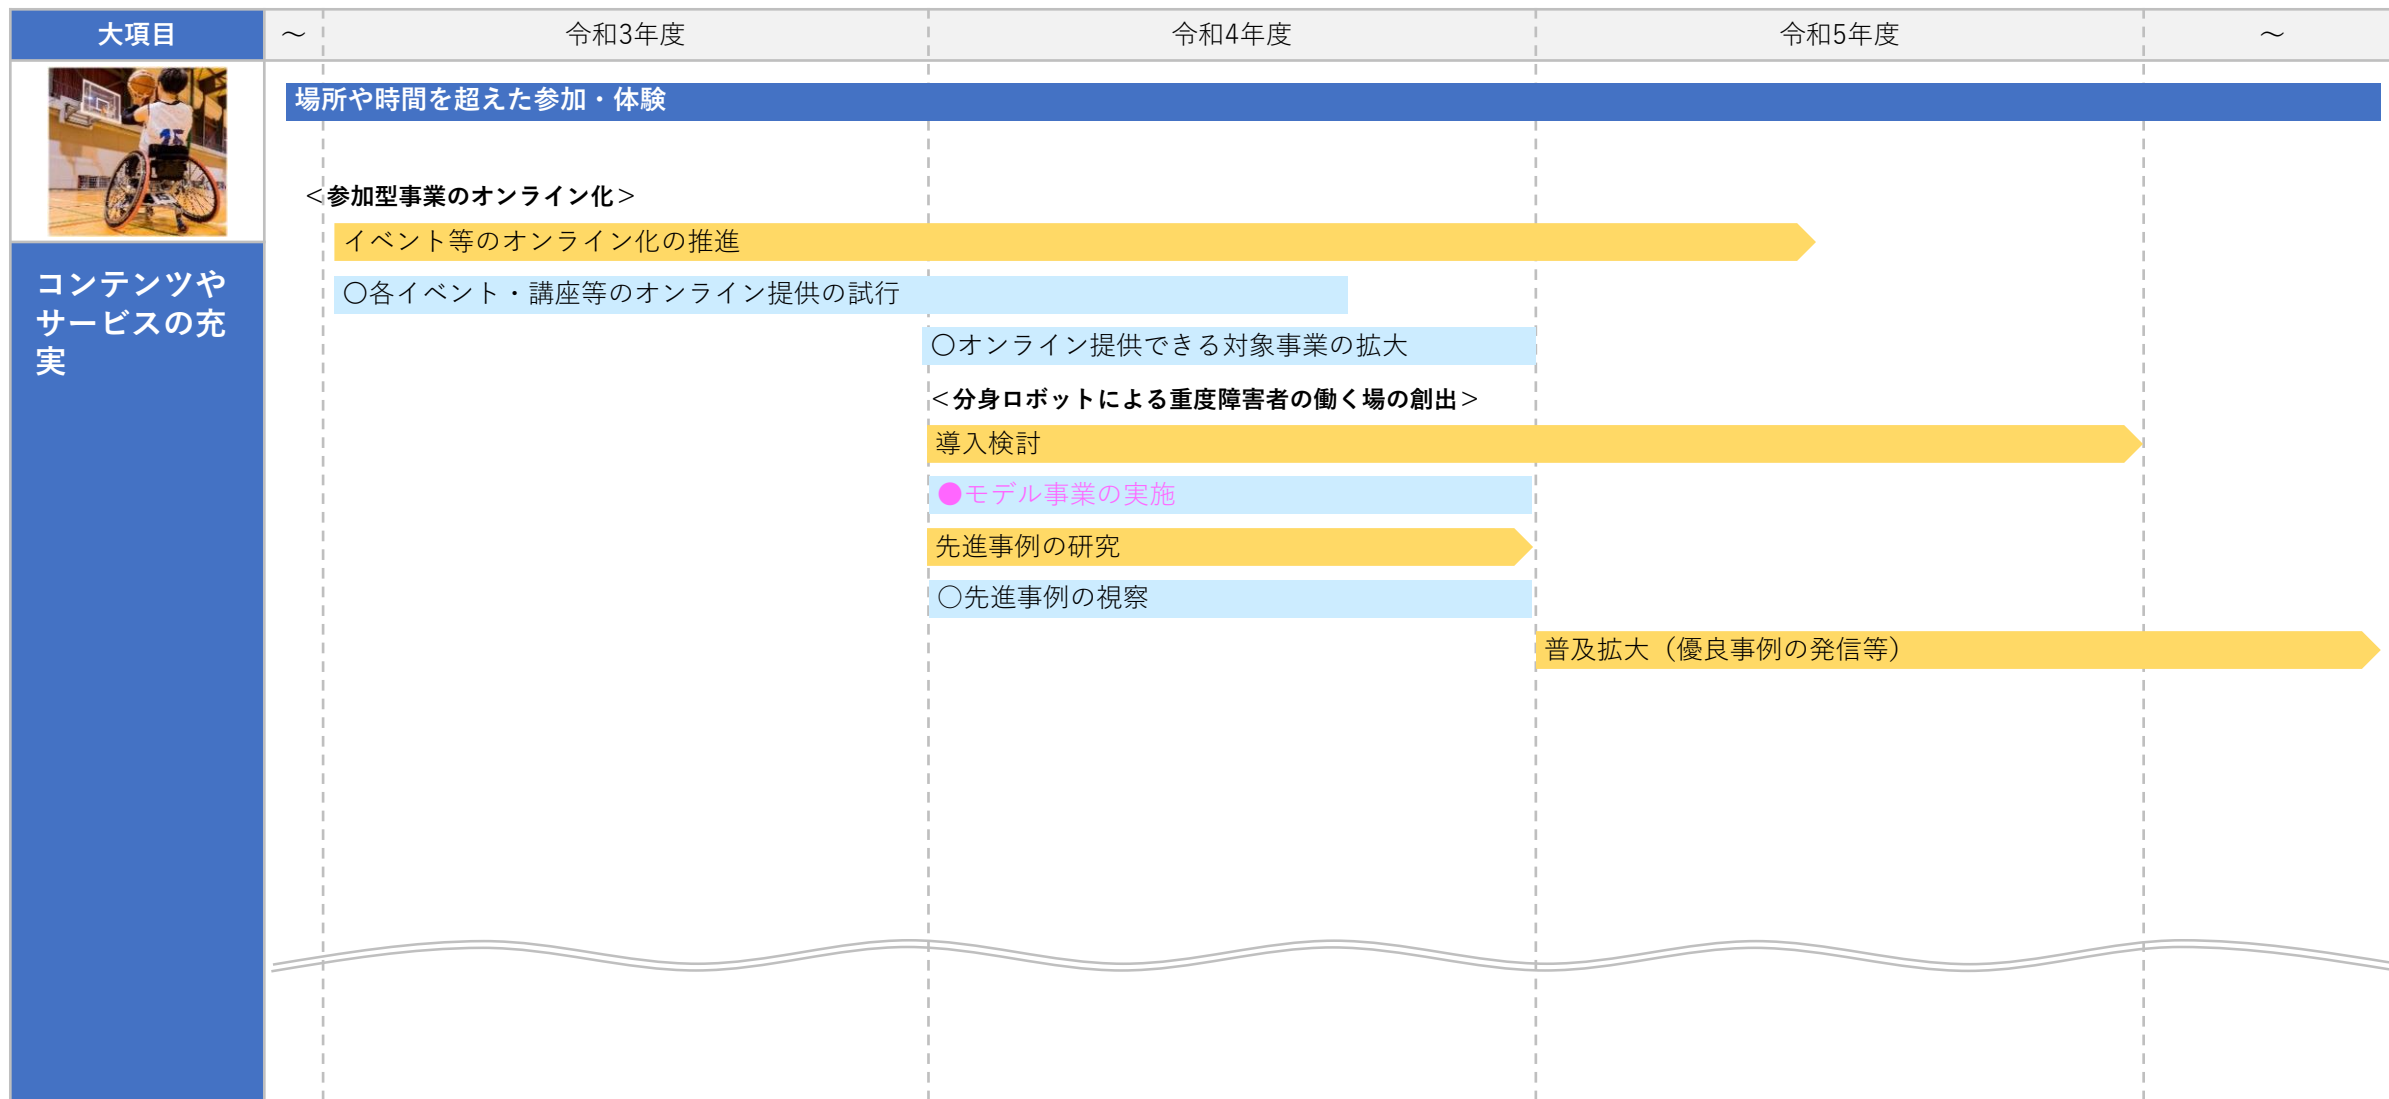 大項目
～
令和3年度
令和4年度
令和5年度
～
場所や時間を超えた参加・体験
＜参加型事業のオンライン化＞
イベント等のオンライン化の推進
コンテンツや
サービスの充
実
〇各イベント・講座等のオンライン提供の試行
〇オンライン提供できる対象事業の拡大
＜分身ロボットによる重度障害者の働く場の創出＞
導入検討
●モデル事業の実施
先進事例の研究
〇先進事例の視察
普及拡大（優良事例の発信等）